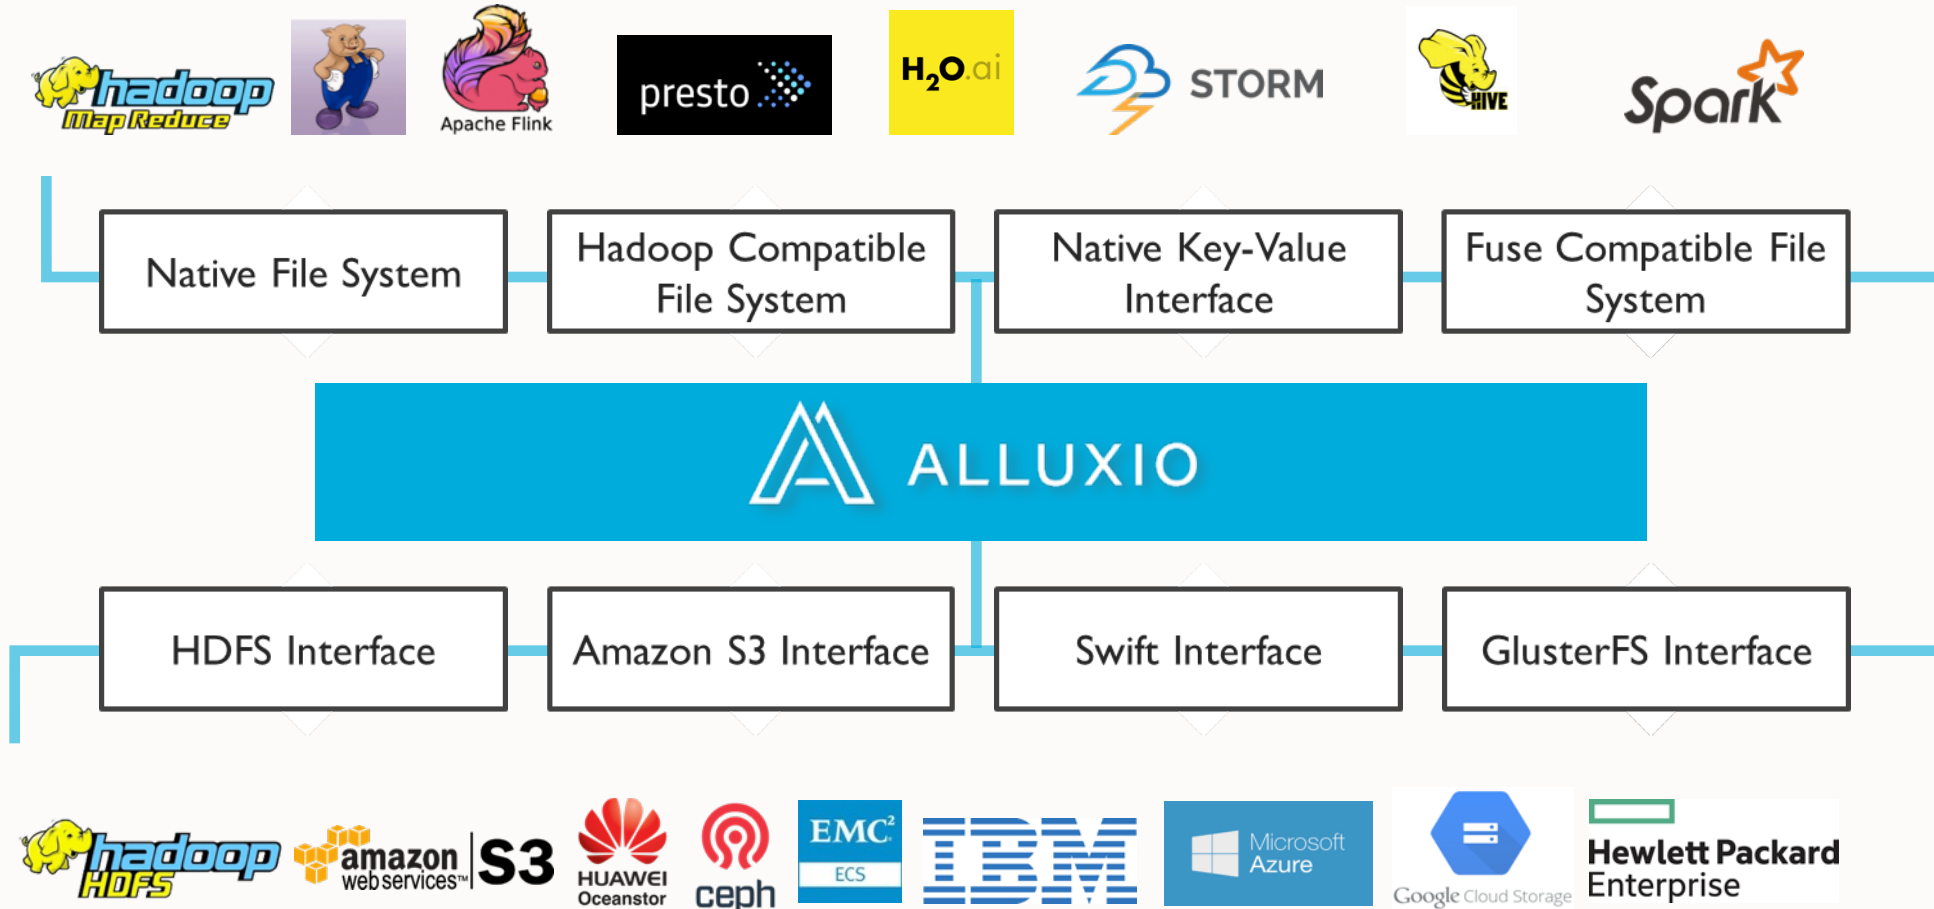 hadoop
Map Reduce
Apache Flink
presto
H2O.ai
STORM
HIVE
Spark
Native File System
Hadoop Compatible
File System
Native Key-Value
Interface
Fuse Compatible File
System
ALLUXIO
HDFS Interface
Amazon S3 Interface
Swift Interface
GlusterFS Interface
hadoop
HDFS
amazon
webservices™
S3
HUAWEI
Oceanstor
ceph
EMC²
ECS
IBM
Microsoft
Azure
Google Cloud Storage
Hewlett Packard
Enterprise